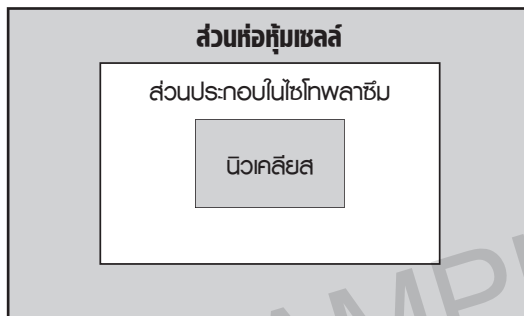 ส่วนห่อหุ้มเซลล์
ส่วนประกอบในไซโทพลาซึม
นิวเคลียส